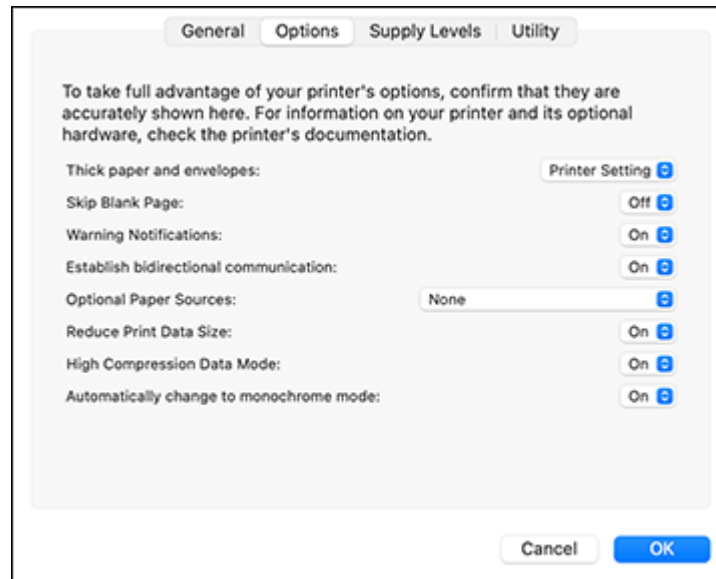 General Options Supply Levels Utility
To take full advantage of your printer's options, confirm that they are
accurately shown here. For information on your printer and its optional
hardware, check the printer's documentation.
Thick paper and envelopes: Printer Setting
Skip Blank Page: Off
Warning Notifications: On
Establish bidirectional communication: On
Optional Paper Sources: None
Reduce Print Data Size: On
High Compression Data Mode: On
Automatically change to monochrome mode: On
Cancel OK